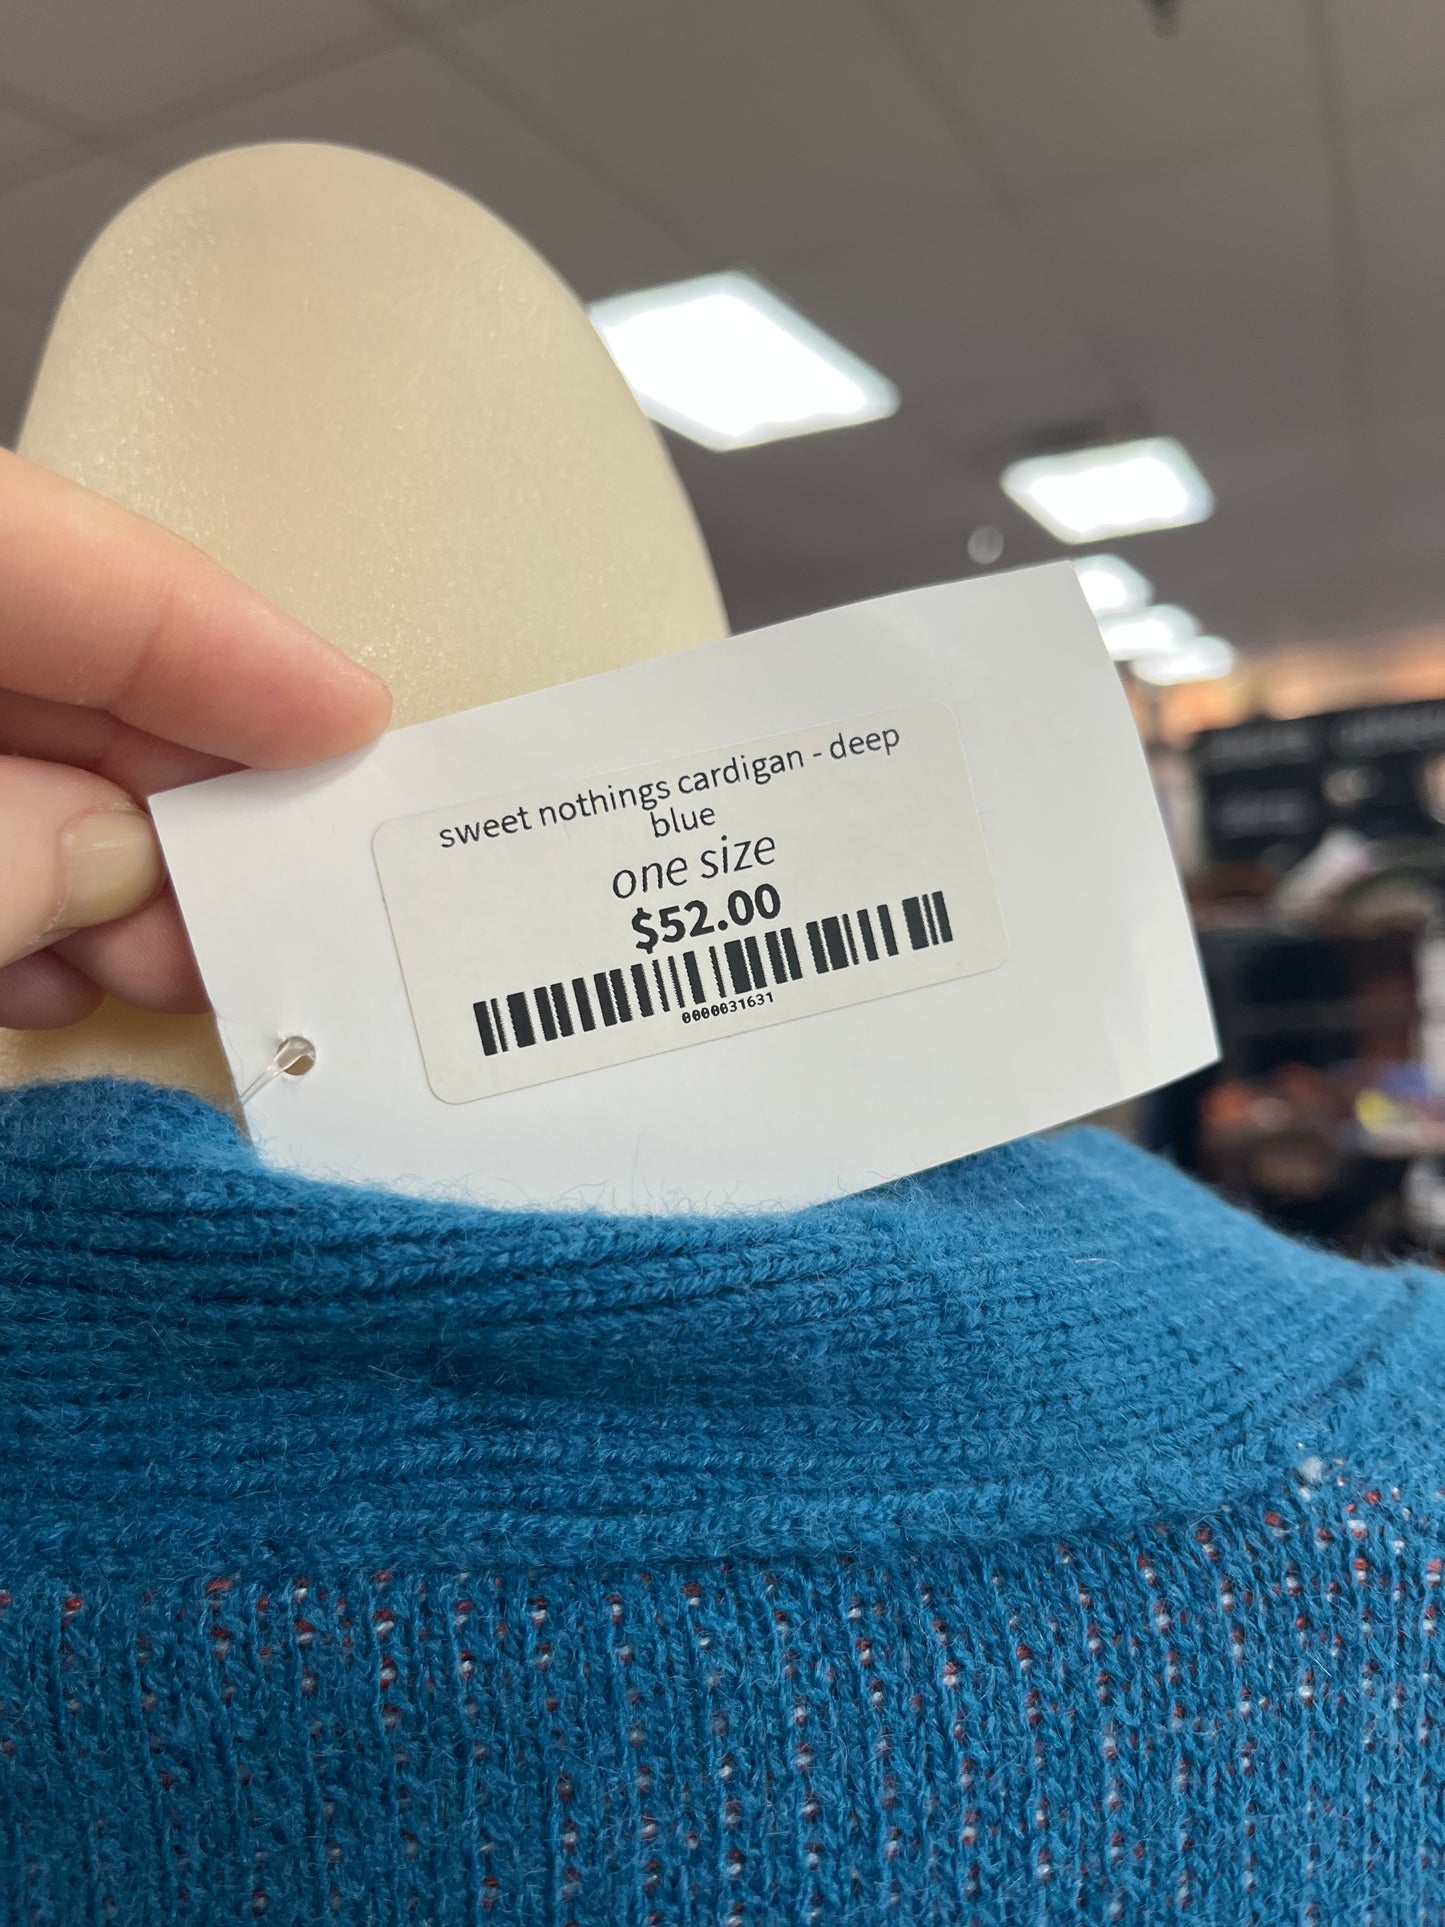 sweet nothings cardigan - deep
blue
one size
$52.00
0000031631